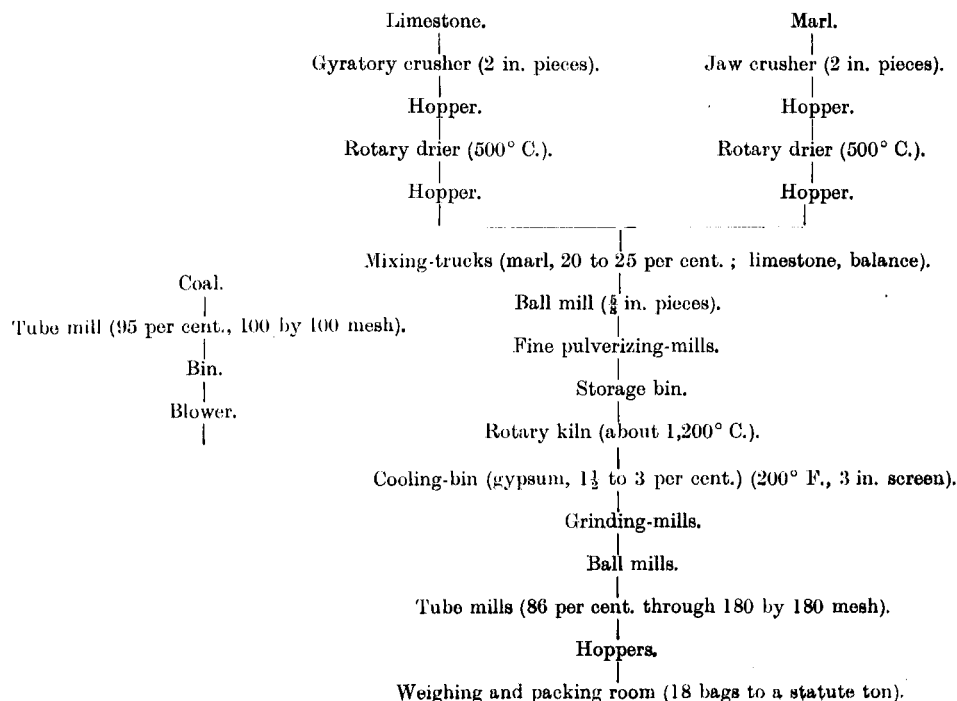 Limestone. Marl.
Gyratory crusher (2 in. pieces). Jaw crusher (2 in. pieces).
Hopper. Hopper.
Rotary drier (500° C.). Rotary drier (500° C.).
Hopper. Hopper.
Mixing-trucks (marl, 20 to 25 per cent. ; limestone, balance).
Coal.
Ball mill (⅝ in. pieces).
Tube mill (95 per cent., 100 by 100 mesh).
Fine pulverizing-mills.
Bin.
Storage bin.
Blower.
Rotary kiln (about 1,200° C.).
Cooling-bin (gypsum, 1½ to 3 per cent.) (200° F., 3 in. screen).
Grinding-mills.
Ball mills.
Tube mills (86 per cent. through 180 by 180 mesh).
Hoppers.
Weighing and packing room (18 bags to a statute ton).